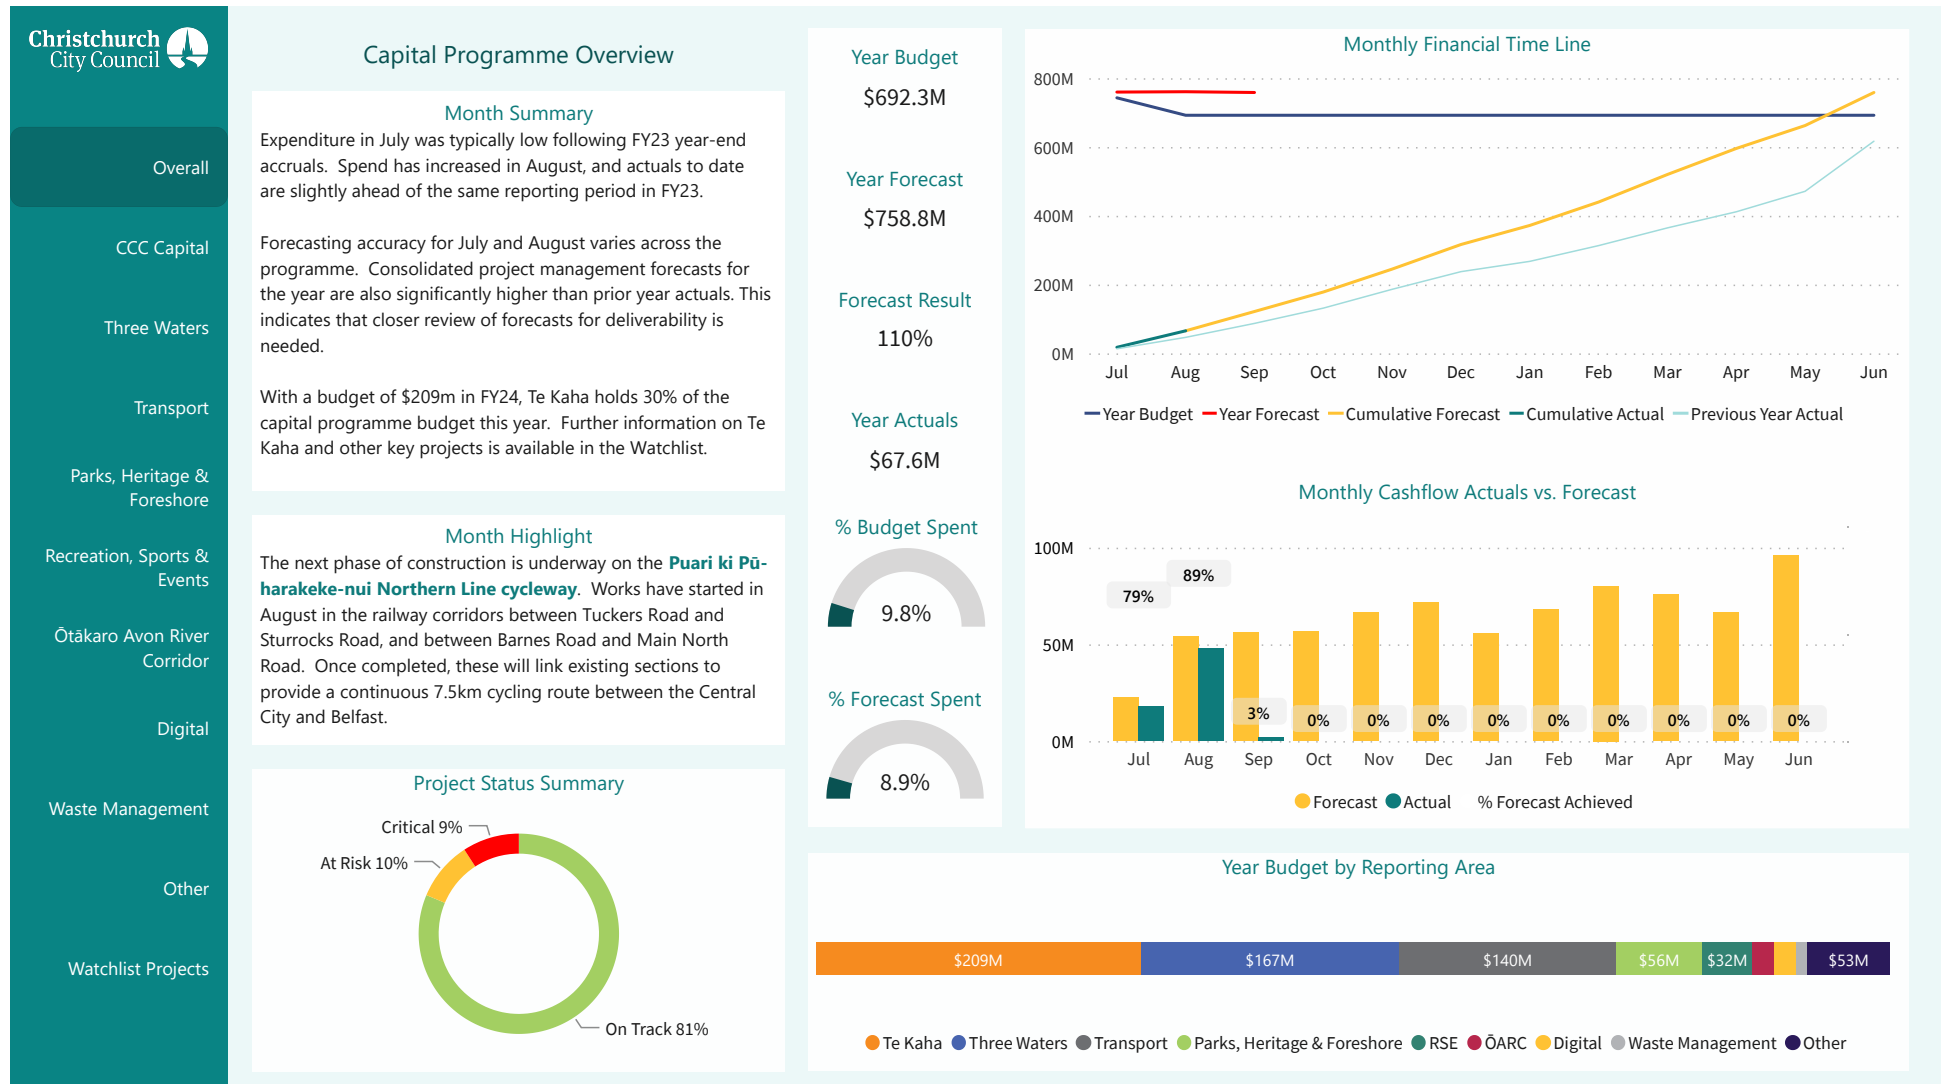 Christchurch
City Council
Overall
CCC Capital
Three Waters
Transport
Parks, Heritage &
Foreshore
Recreation, Sports &
Events
Ōtākaro Avon River
Corridor
Digital
Waste Management
Other
Watchlist Projects
Capital Programme Overview
Month Summary
Expenditure in July was typically low following FY23 year-end
accruals.  Spend has increased in August, and actuals to date
are slightly ahead of the same reporting period in FY23.
Forecasting accuracy for July and August varies across the
programme.  Consolidated project management forecasts for
the year are also significantly higher than prior year actuals. This
indicates that closer review of forecasts for deliverability is
needed.
With a budget of $209m in FY24, Te Kaha holds 30% of the
capital programme budget this year.  Further information on Te
Kaha and other key projects is available in the Watchlist.
Month Highlight
The next phase of construction is underway on the Puari ki Pū-
harakeke-nui Northern Line cycleway.  Works have started in
August in the railway corridors between Tuckers Road and
Sturrocks Road, and between Barnes Road and Main North
Road.  Once completed, these will link existing sections to
provide a continuous 7.5km cycling route between the Central
City and Belfast.
Project Status Summary
Critical 9%
At Risk 10%
On Track 81%
Year Budget
$692.3M
Year Forecast
$758.8M
Forecast Result
110%
Year Actuals
$67.6M
% Budget Spent
9.8%
% Forecast Spent
8.9%
Monthly Financial Time Line
800M
600M
400M
200M
0M
Jul Aug Sep Oct Nov Dec Jan Feb Mar Apr May Jun
Year Budget Year Forecast Cumulative Forecast Cumulative Actual Previous Year Actual
Monthly Cashflow Actuals vs. Forecast
100M
50M
0M
79% 89% 3% 0% 0% 0% 0% 0% 0% 0% 0% 0%
Jul Aug Sep Oct Nov Dec Jan Feb Mar Apr May Jun
Forecast Actual % Forecast Achieved
Year Budget by Reporting Area
$209M $167M $140M $56M $32M $53M
Te Kaha Three Waters Transport Parks, Heritage & Foreshore RSE ŌARC Digital Waste Management Other